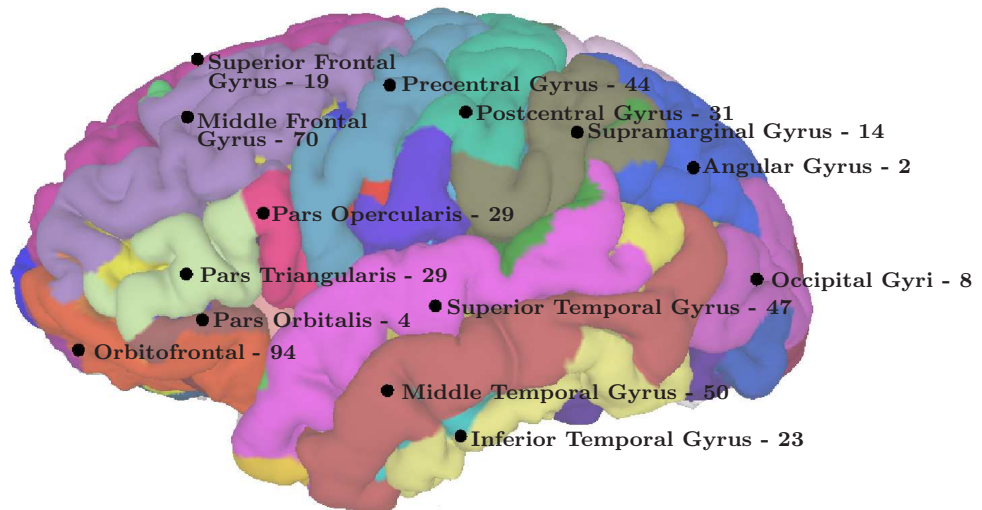 Superior Frontal
Gyrus - 19
Precentral Gyrus - 44
Postcentral Gyrus - 31
Middle Frontal
Gyrus - 70
Supramarginal Gyrus - 14
Angular Gyrus - 2
Pars Opercularis - 29
Pars Triangularis - 29
Occipital Gyri - 8
Superior Temporal Gyrus - 47
Pars Orbitalis - 4
Orbitofrontal - 94
Middle Temporal Gyrus - 50
Inferior Temporal Gyrus - 23